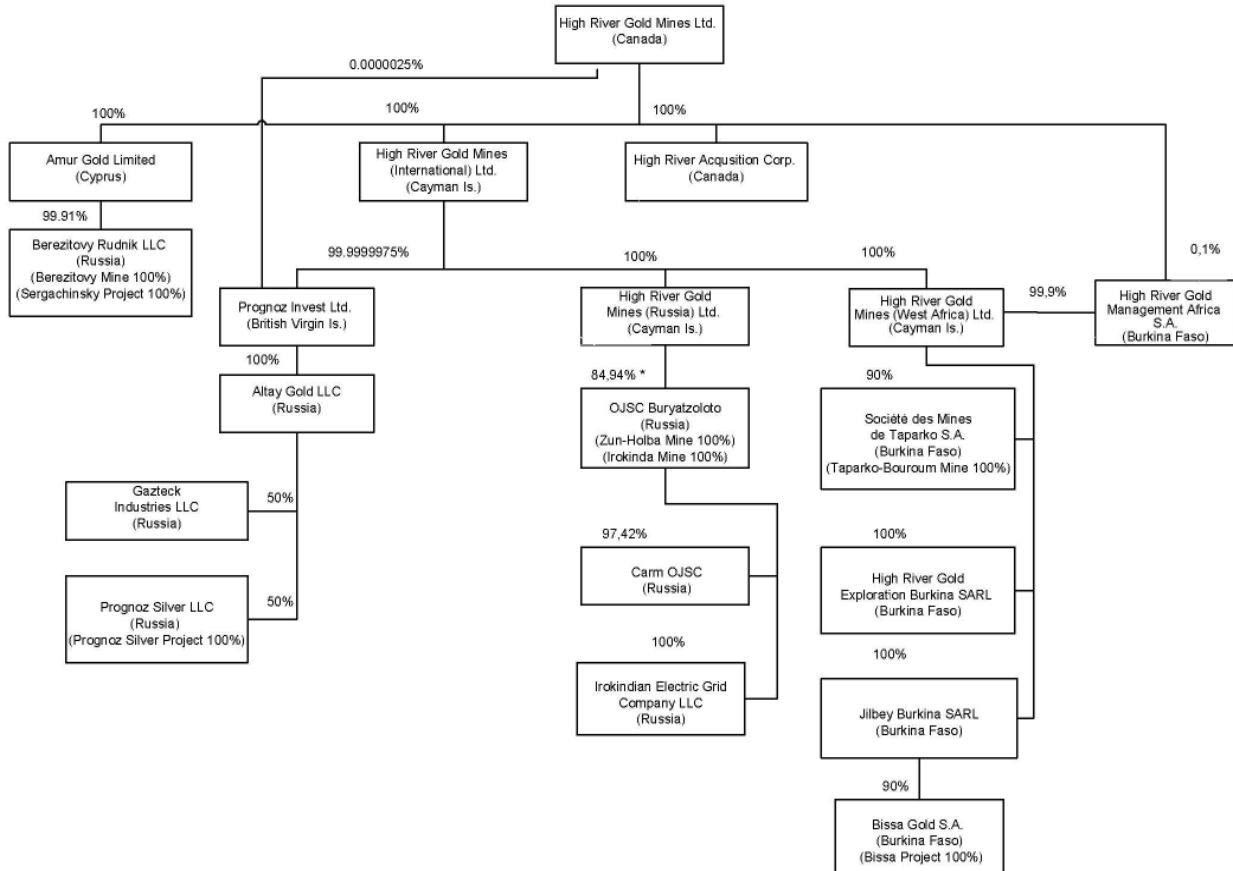 High River Gold Mines Ltd.
(Canada)
0.0000025%
100%
100%
100%
Amur Gold Limited
(Cyprus)
High River Gold Mines
(International) Ltd.
(Cayman Is.)
High River Acqusition Corp.
(Canada)
99.91%
Berezitovy Rudnik LLC
(Russia)
(Berezitovy Mine 100%)
(Sergachinsky Project 100%)
99.9999975%
100%
100%
0,1%
Prognoz Invest Ltd.
(British Virgin Is.)
High River Gold
Mines (Russia) Ltd.
(Cayman Is.)
High River Gold
Mines (West Africa) Ltd.
(Cayman Is.)
99,9%
High River Gold
Management Africa
S.A.
(Burkina Faso)
100%
84,94% *
90%
Altay Gold LLC
(Russia)
OJSC Buryatzoloto
(Russia)
(Zun-Holba Mine 100%)
(Irokinda Mine 100%)
Société des Mines
de Taparko S.A.
(Burkina Faso)
(Taparko-Bouroum Mine 100%)
Gazteck
Industries LLC
(Russia)
50%
97,42%
100%
Carm OJSC
(Russia)
High River Gold
Exploration Burkina SARL
(Burkina Faso)
Prognoz Silver LLC
(Russia)
(Prognoz Silver Project 100%)
50%
100%
100%
Irokindian Electric Grid
Company LLC
(Russia)
Jilbey Burkina SARL
(Burkina Faso)
90%
Bissa Gold S.A.
(Burkina Faso)
(Bissa Project 100%)